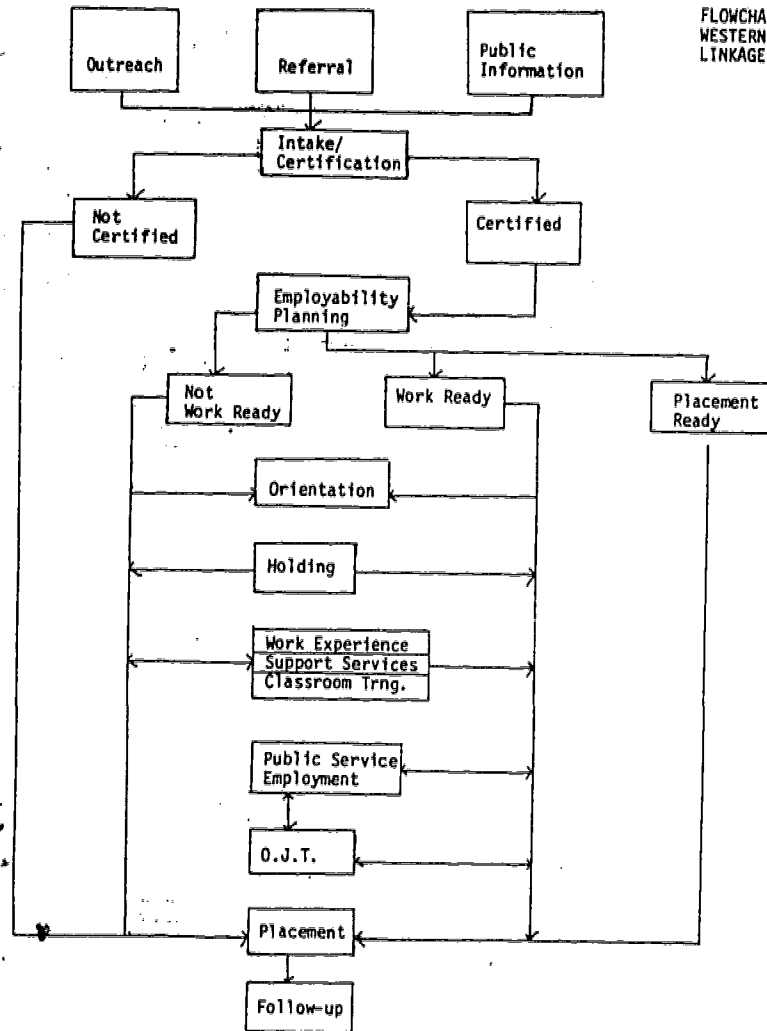 FLOWCHA
WESTERN
LINKAGE
Outreach
Referral
Public
Information
Intake/
Certification
Not
Certified
Certified
Employability
Planning
Not
Work Ready
Work Ready
Placement
Ready
Orientation
Holding
Work Experience
Support Services
Classroom Trng.
Public Service
Employment
O.J.T.
Placement
Follow-up